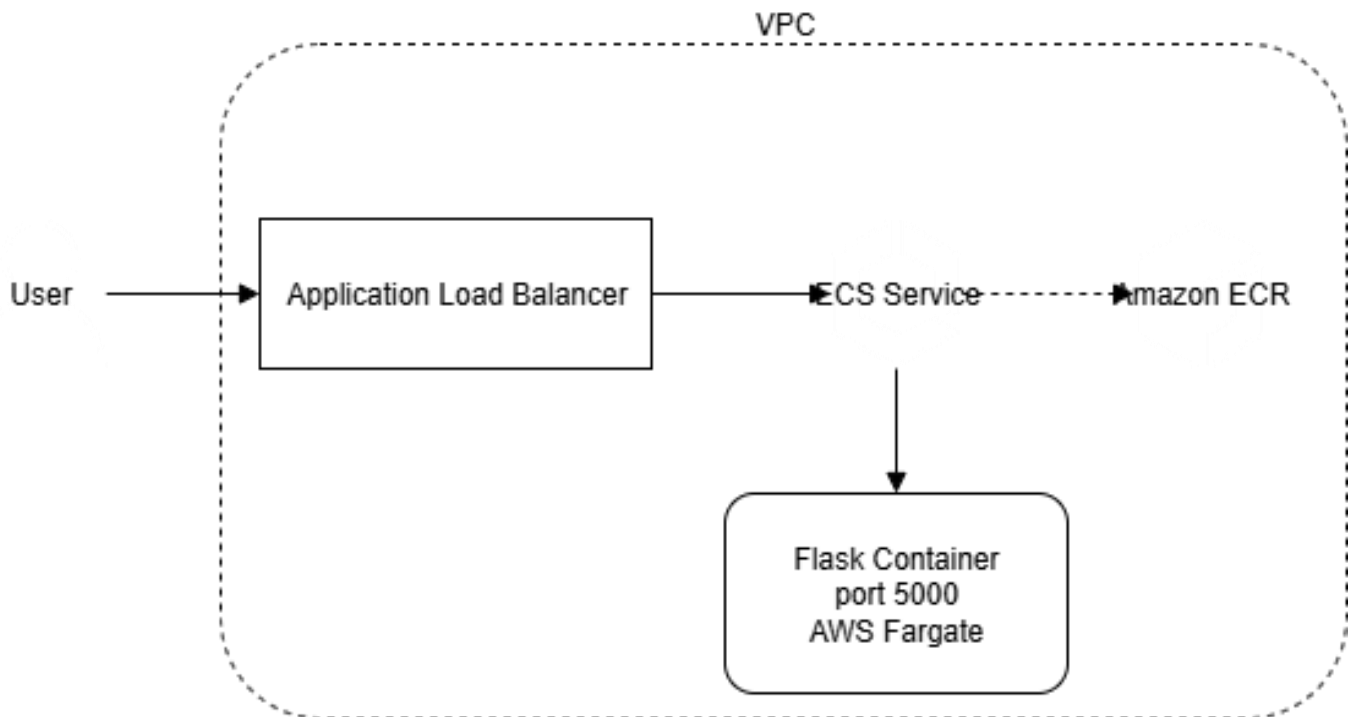 VPC
User
Application Load Balancer
ECS Service
Amazon ECR
Flask Container
port 5000
AWS Fargate